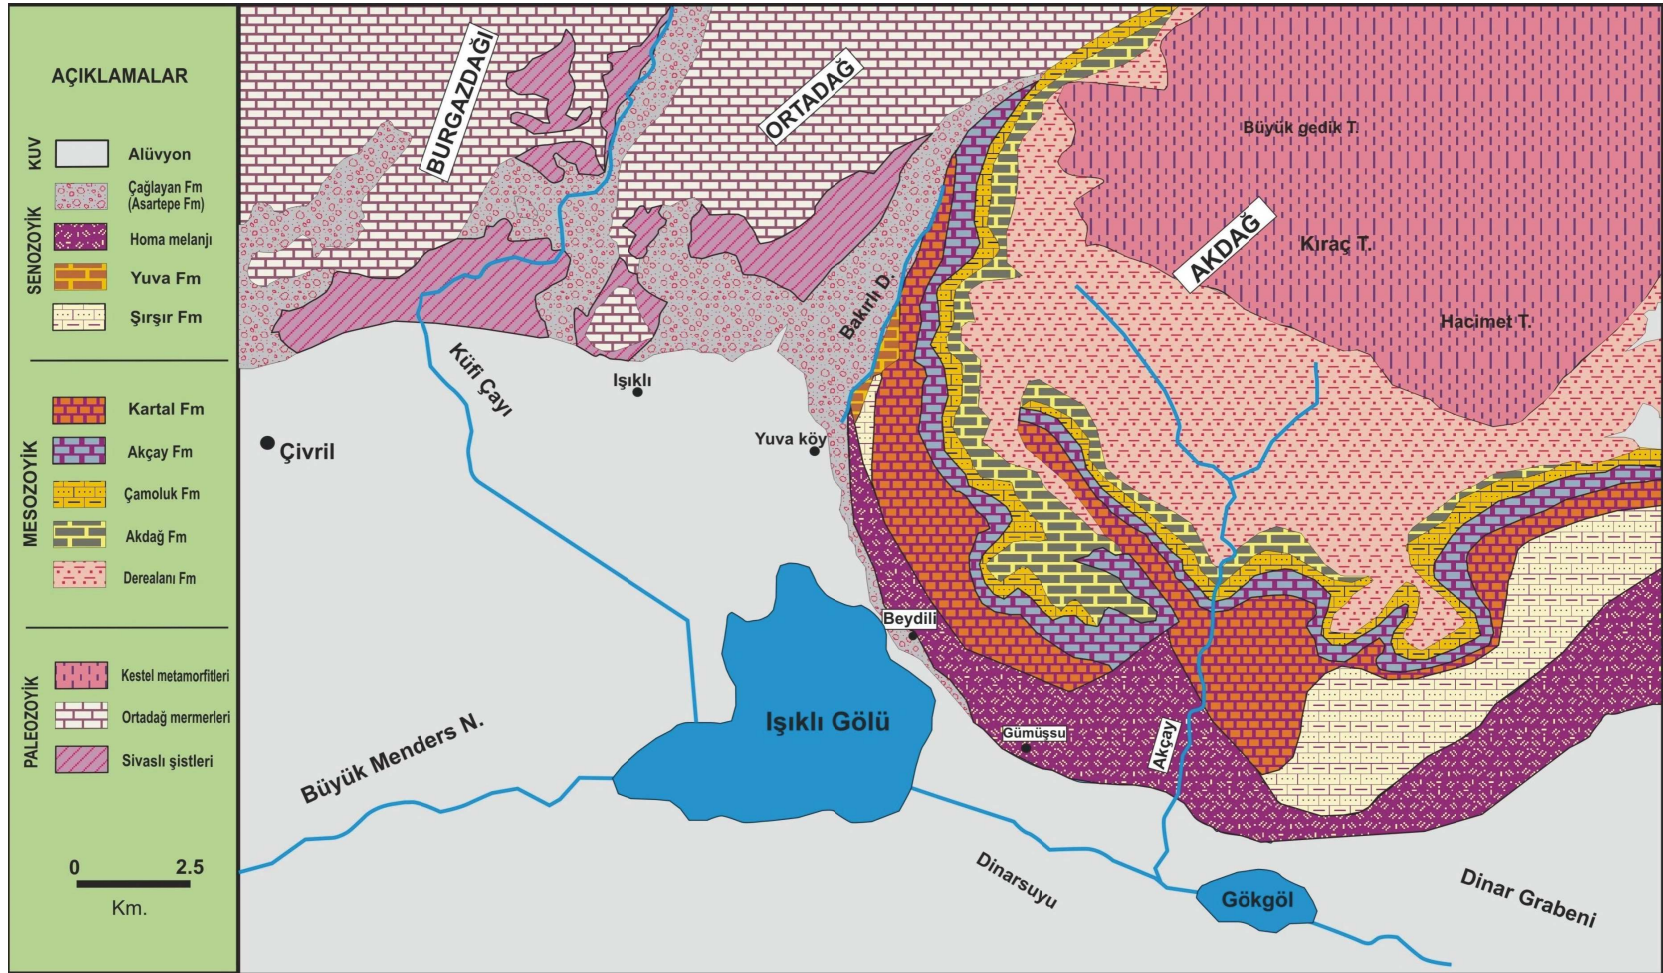 AÇIKLAMALAR
KUV
Alüvyon
SENOZOYİK
Çağlayan Fm
(Asartepe Fm)
Homa melanjı
Yuva Fm
Şırşır Fm
MESOZOYİK
Kartal Fm
Akçay Fm
Çamoluk Fm
Akdağ Fm
Derealanı Fm
PALEOZOYİK
Kestel metamorfitleri
Ortadağ mermerleri
Sivaslı şistleri
0 2.5
Km.
BURGAZDAĞI
ORTADAĞ
Büyük gedik T.
AKDAĞ
Kıraç T.
Hacimet T.
Bakırlı D.
Küfi Çayı
Işıklı
Yuva köy
Çivril
Beydili
Işıklı Gölü
Gümüşsu
Akçay
Büyük Menders N.
Dinarsuyu
Gökgöl
Dinar Grabeni